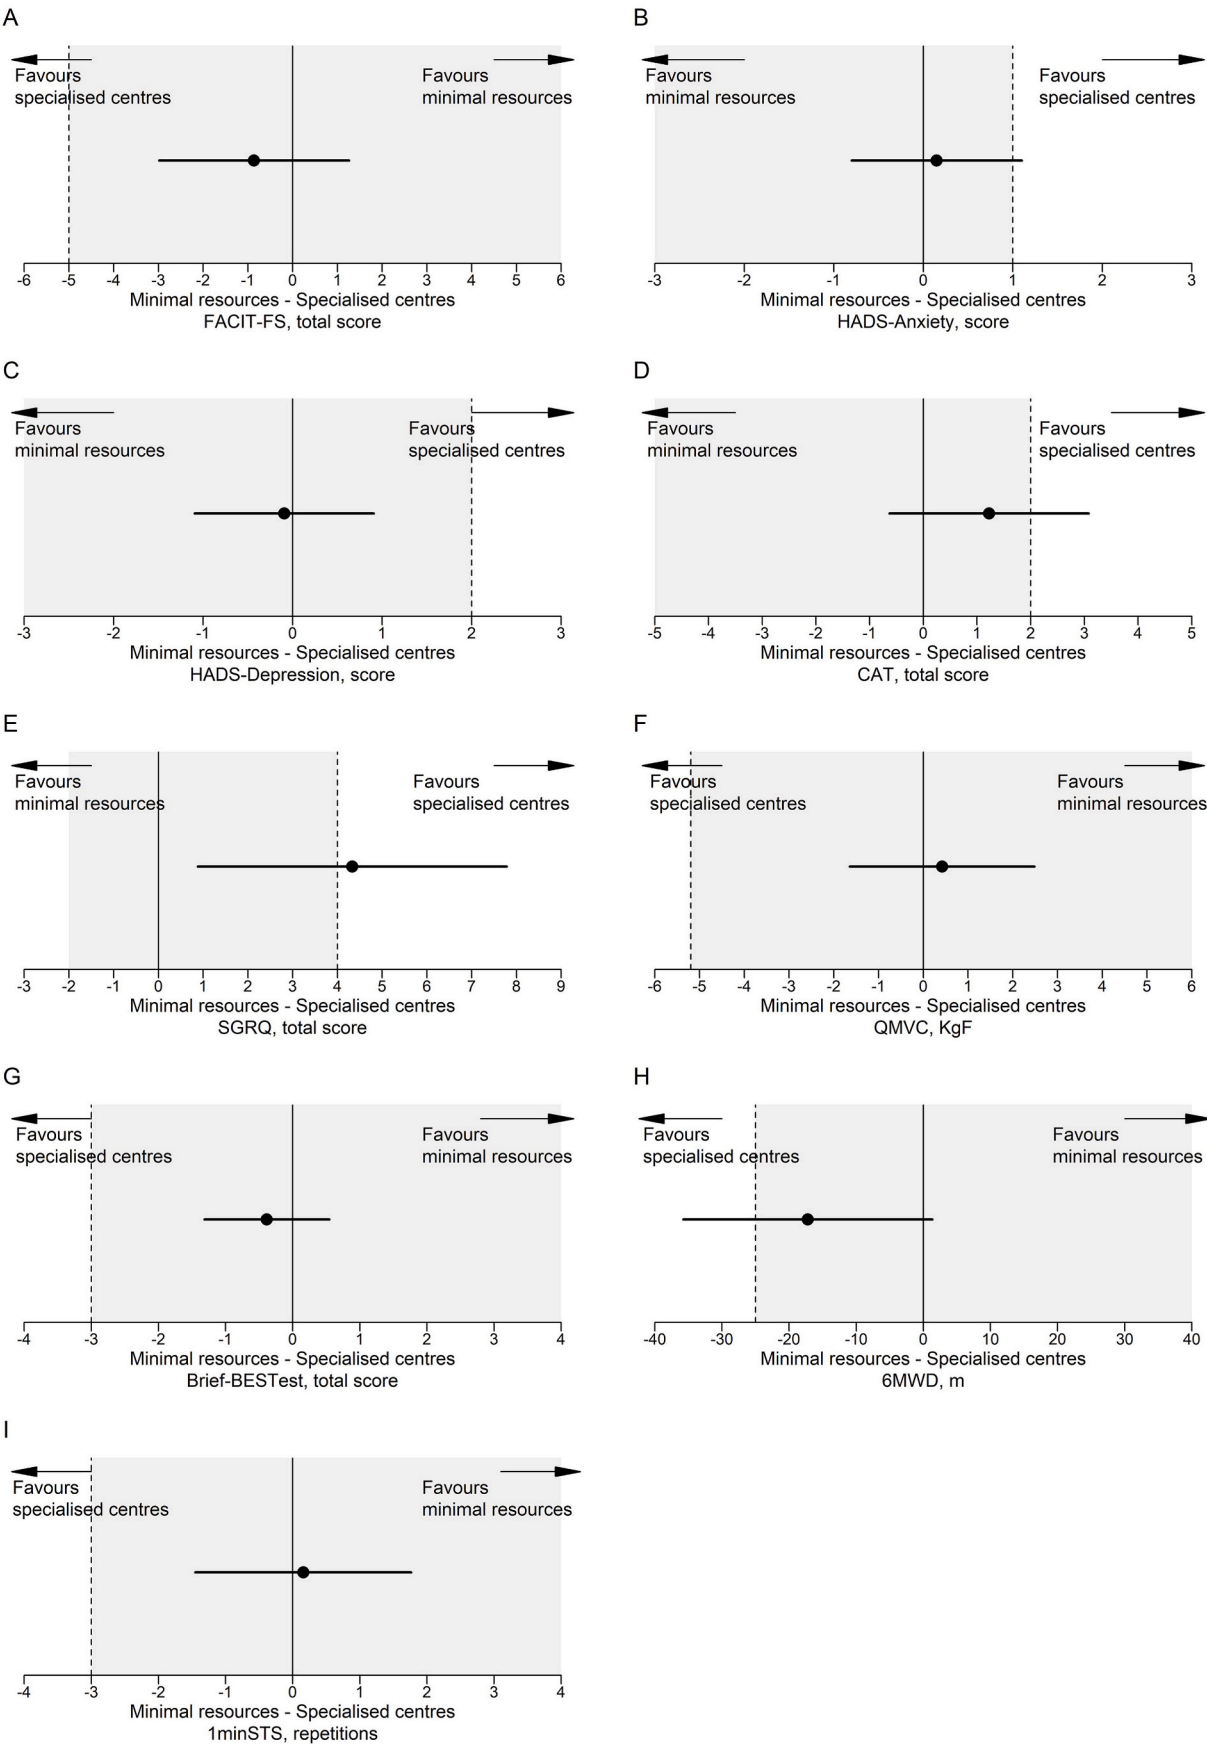 A
Favours
specialised centres
Favours
minimal resources
-6 -5 -4 -3 -2 -1 0 1 2 3 4 5 6
Minimal resources - Specialised centres
FACIT-FS, total score
B
Favours
minimal resources
Favours
specialised centres
-3 -2 -1 0 1 2 3
Minimal resources - Specialised centres
HADS-Anxiety, score
C
Favours
minimal resources
Favours
specialised centres
-3 -2 -1 0 1 2 3
Minimal resources - Specialised centres
HADS-Depression, score
D
Favours
minimal resources
Favours
specialised centres
-5 -4 -3 -2 -1 0 1 2 3 4 5
Minimal resources - Specialised centres
CAT, total score
E
Favours
minimal resources
Favours
specialised centres
-3 -2 -1 0 1 2 3 4 5 6 7 8 9
Minimal resources - Specialised centres
SGRQ, total score
F
Favours
specialised centres
Favours
minimal resources
-6 -5 -4 -3 -2 -1 0 1 2 3 4 5 6
Minimal resources - Specialised centres
QMVC, KgF
G
Favours
specialised centres
Favours
minimal resources
-4 -3 -2 -1 0 1 2 3 4
Minimal resources - Specialised centres
Brief-BESTest, total score
H
Favours
specialised centres
Favours
minimal resources
-40 -30 -20 -10 0 10 20 30 40
Minimal resources - Specialised centres
6MWD, m
I
Favours
specialised centres
Favours
minimal resources
-4 -3 -2 -1 0 1 2 3 4
Minimal resources - Specialised centres
1minSTS, repetitions